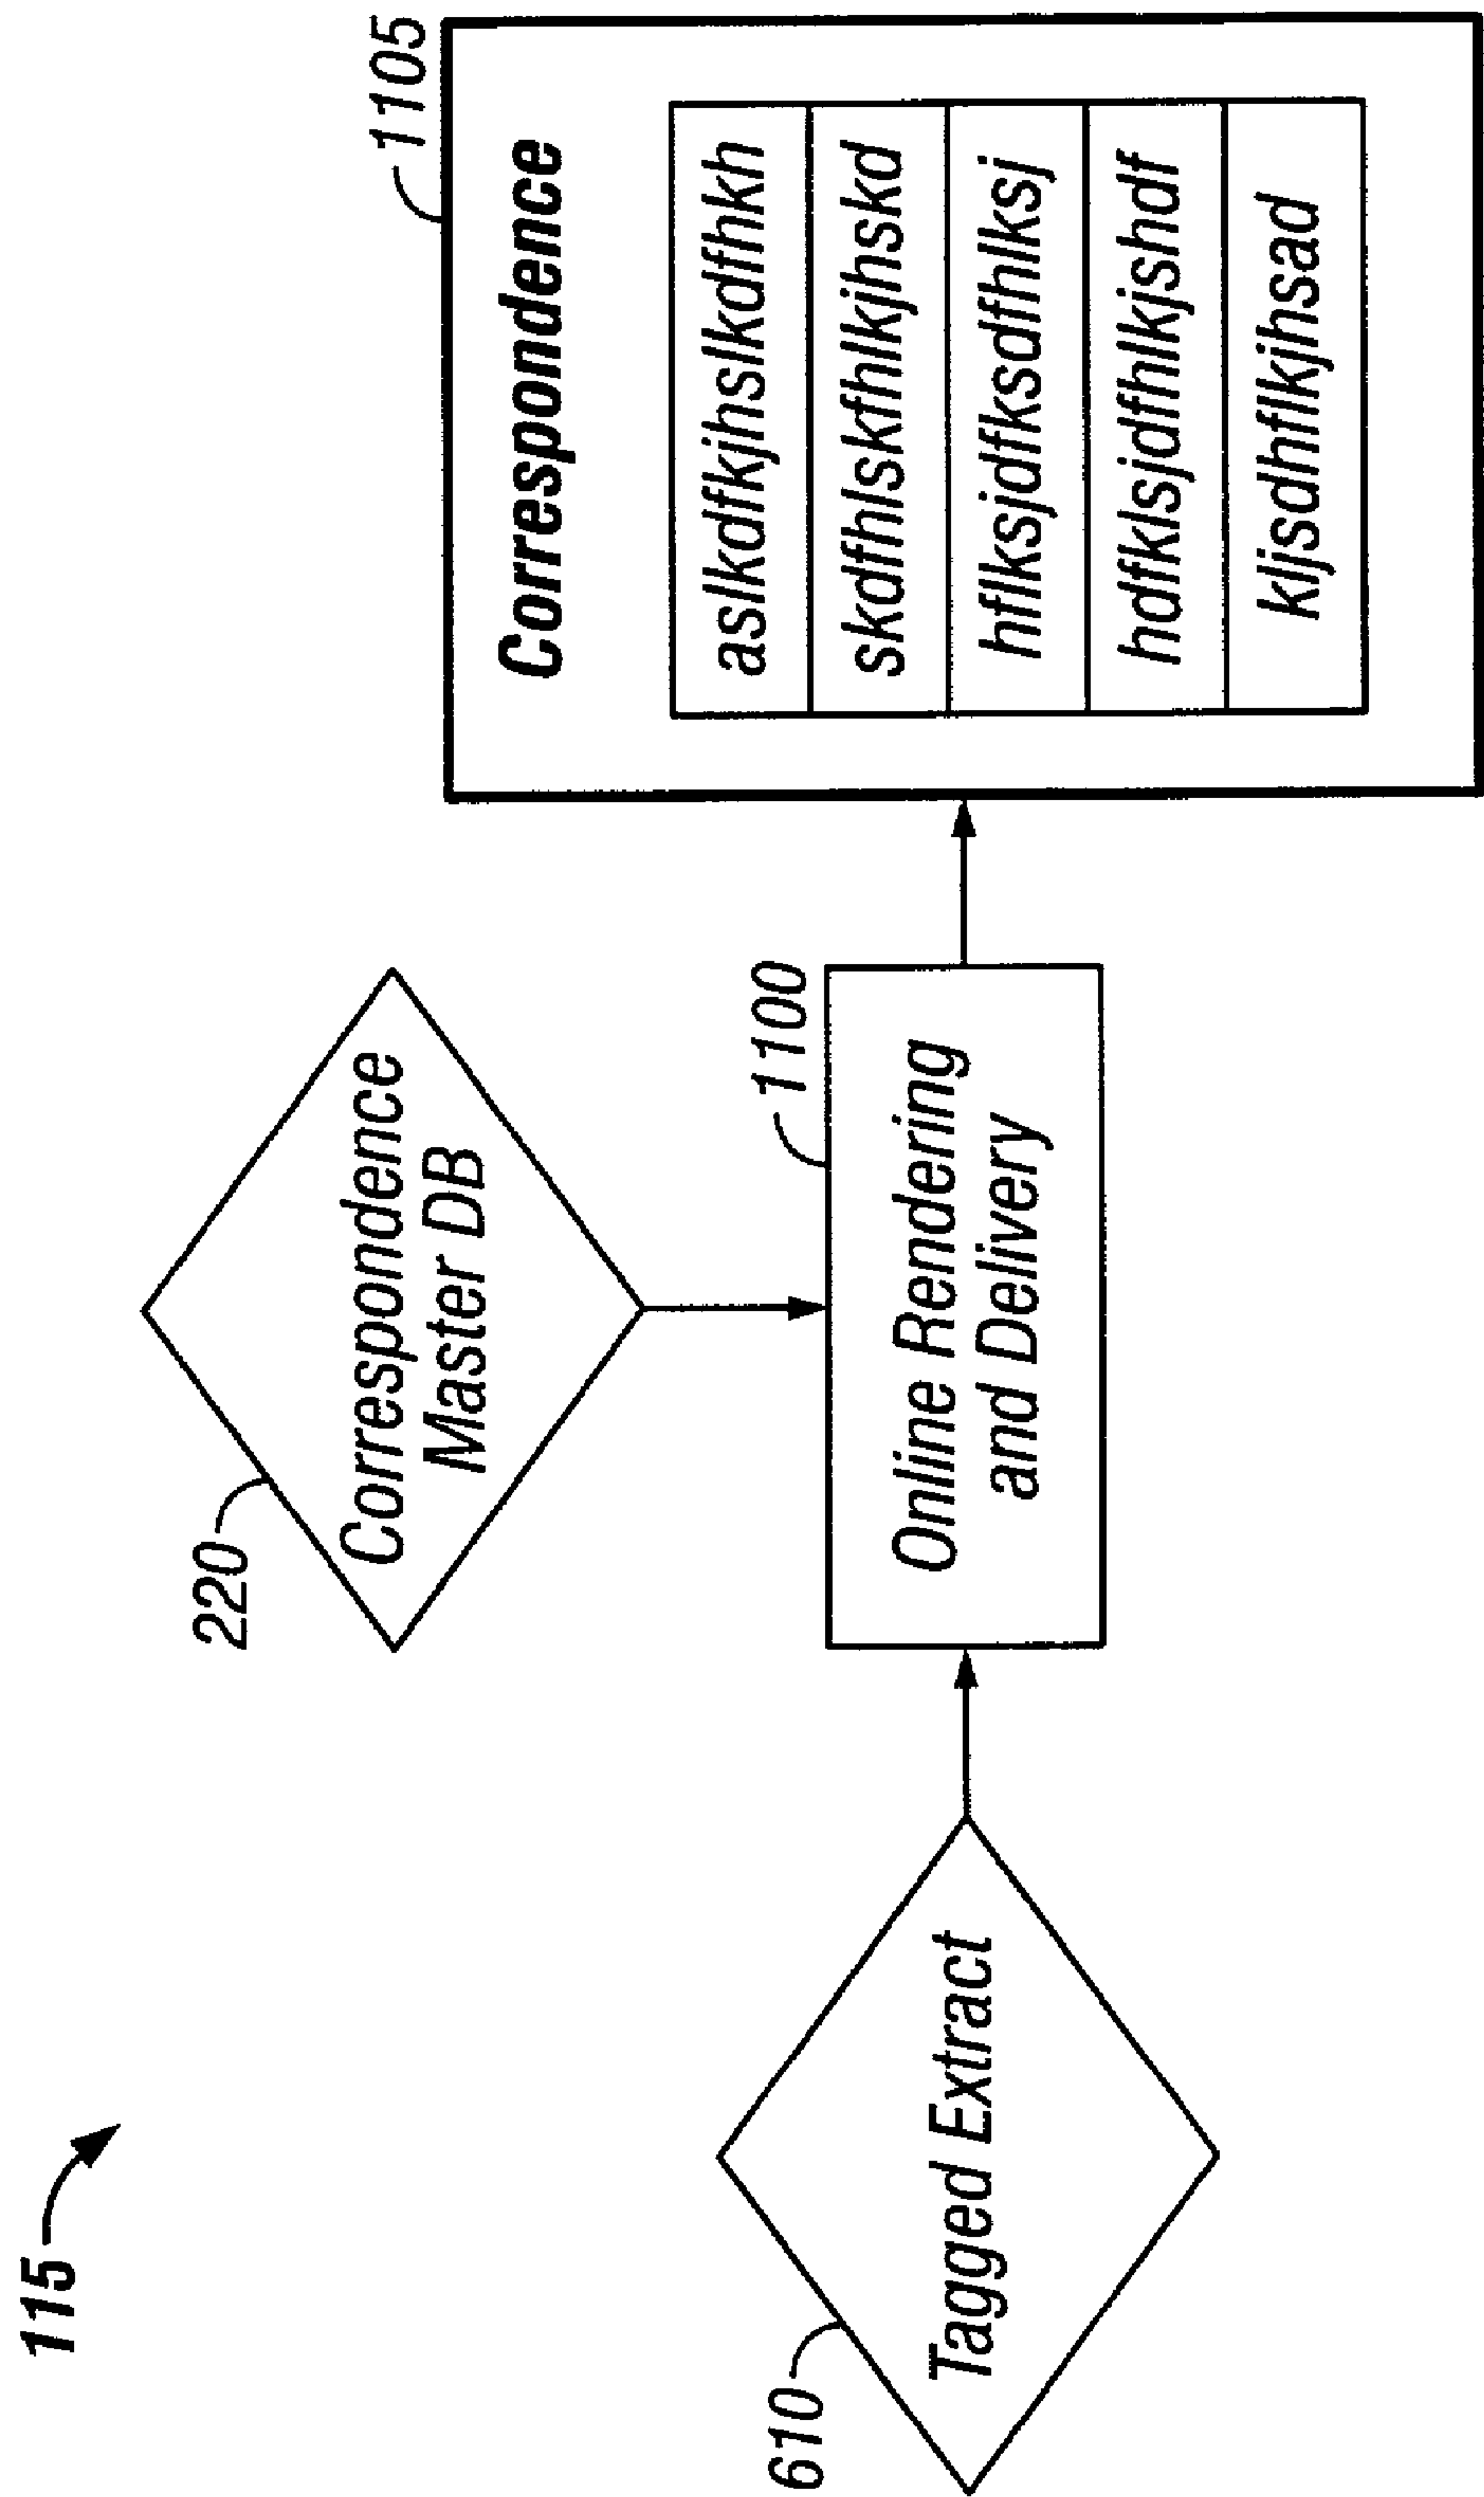 115
220
Correspondence
Master DB
610
Tagged Extract
1100
Online Rendering
and Delivery
1105
Correspondence
aslkdfkjhslkdfhkh
skdfhlskfhlkjhskd
hflksjdfksdfhlksj
hdfklsjdfhlkjshdt
kljsdhflkjhsad